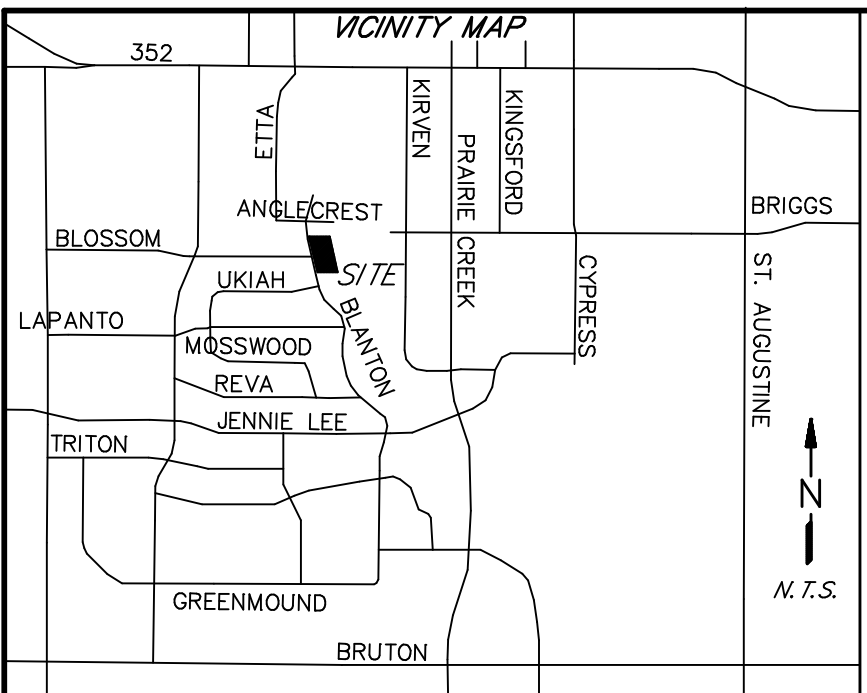 VICINITY MAP
352
ETTA
KIRVEN
PRAIRIE CREEK
KINGSFORD
ANGLECREST
BRIGGS
BLOSSOM
SITE
UKIAH
CYPRESS
ST. AUGUSTINE
LAPANTO
BLANTON
MOSSWOOD
REVA
JENNIE LEE
TRITON
N
N.T.S.
GREENMOUND
BRUTON